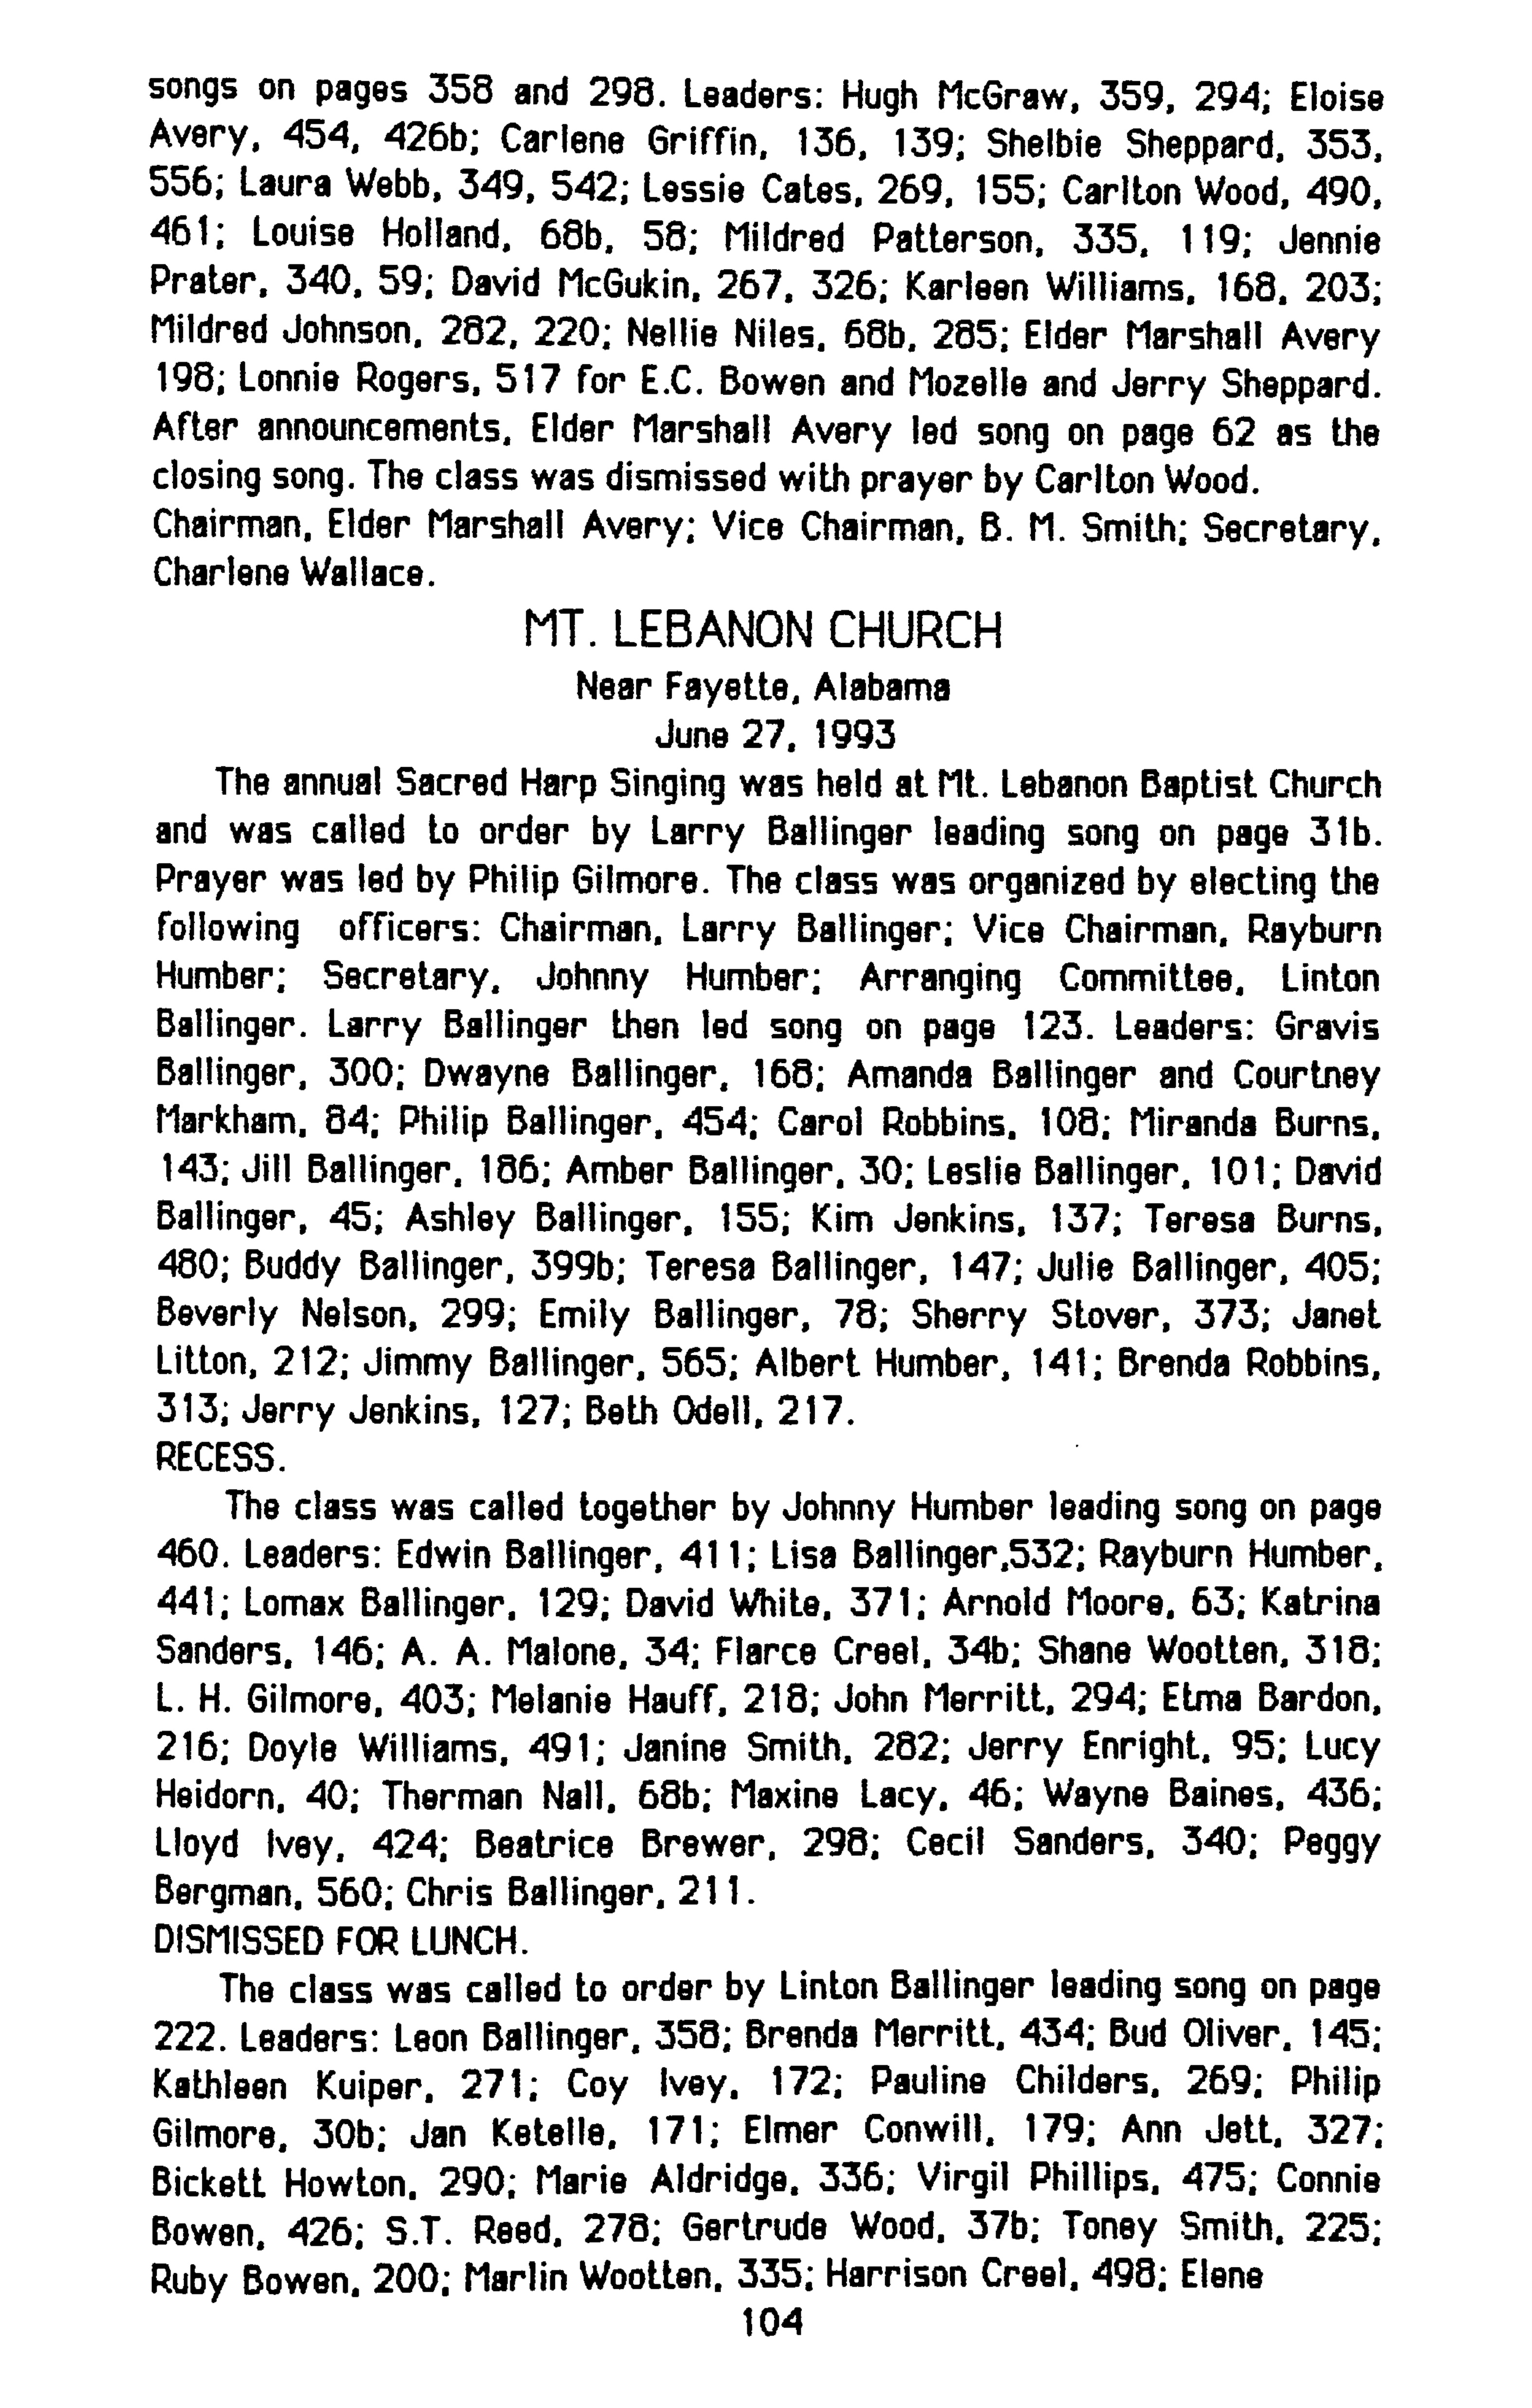 songs on pages 358 and 298. Leaders: Hugh McGraw, 359, 294; Eloise
Avery, 454, 426b; Carlene Griffin, 136, 139; Shelbie Sheppard, 353,
556; Laura Webb, 349, 542; Lessie Cates, 269, 155; Carlton Wood, 490,
461; Louise Holland, 68b, 58; Mildred Patterson, 335, 119; Jennie
Prater, 340, 59; David McGukin, 267, 326; Karleen Williams, 168, 203;
Mildred Johnson, 282, 220; Nellie Niles, 68b, 285; Elder Marshall Avery
198; Lonnie Rogers, 517 for E.C. Bowen and Mozelle and Jerry Sheppard.
After announcements, Elder Marshall Avery led song on page 62 as the
closing song. The class was dismissed with prayer by Carlton Wood.
Chairman, Elder Marshall Avery; Vice Chairman, B. M. Smith; Secretary,
Charlene Wallace.
MT. LEBANON CHURCH
Near Fayette, Alabama
June 27, 1993
The annual Sacred Harp Singing was held at Mt. Lebanon Baptist Church
and was called to order by Larry Ballinger leading song on page 31b.
Prayer was led by Philip Gilmore. The class was organized by electing the
following officers: Chairman, Larry Ballinger; Vice Chairman, Rayburn
Humber; Secretary, Johnny Humber; Arranging Committee, Linton
Ballinger. Larry Ballinger then led song on page 123. Leaders: Gravis
Ballinger, 300; Dwayne Ballinger, 168; Amanda Ballinger and Courtney
Markham, 84; Philip Ballinger, 454; Carol Robbins, 108; Miranda Burns,
143; Jill Ballinger, 186; Amber Ballinger, 30; Leslie Ballinger, 101; David
Ballinger, 45; Ashley Ballinger, 155; Kim Jenkins, 137; Teresa Burns,
480; Buddy Ballinger, 399b; Teresa Ballinger, 147; Julie Ballinger, 405;
Beverly Nelson, 299; Emily Ballinger, 78; Sherry Stover, 373; Janet
Litton, 212; Jimmy Ballinger, 565; Albert Humber, 141; Brenda Robbins,
313; Jerry Jenkins, 127; Beth Odell, 217.
RECESS.
The class was called together by Johnny Humber leading song on page
460. Leaders: Edwin Ballinger, 411; Lisa Ballinger,532; Rayburn Humber,
441; Lomax Ballinger, 129; David White, 371; Arnold Moore, 63; Katrina
Sanders, 146; A. A. Malone, 34; Flarce Creel, 34b; Shane Wootten, 318;
L. H. Gilmore, 403; Melanie Hauff, 218; John Merritt, 294; Etma Bardon,
216; Doyle Williams, 491; Janine Smith, 282; Jerry Enright, 95; Lucy
Heidorn, 40; Therman Nall, 68b; Maxine Lacy, 46; Wayne Baines, 436;
Lloyd Ivey, 424; Beatrice Brewer, 298; Cecil Sanders, 340; Peggy
Bergman, 560; Chris Ballinger, 211.
DISMISSED FOR LUNCH.
The class was called to order by Linton Ballinger leading song on page
222. Leaders: Leon Ballinger, 358; Brenda Merritt, 434; Bud Oliver, 145;
Kathleen Kuiper, 271; Coy Ivey, 172; Pauline Childers, 269; Philip
Gilmore, 30b; Jan Ketelle, 171; Elmer Conwill, 179; Ann Jett, 327;
Bickett Howton, 290; Marie Aldridge, 336; Virgil Phillips, 475; Connie
Bowen, 426; S.T. Reed, 278; Gertrude Wood, 37b; Toney Smith, 225;
Ruby Bowen, 200; Marlin Wootten, 335; Harrison Creel, 498; Elene
104